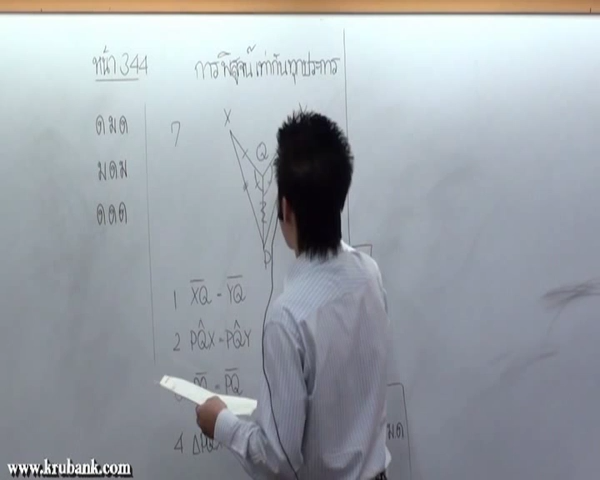 หน้า 344
การพิสูจน์เท่ากันทุกประการ
ด ม ด
ม ด ม
ด ด ด
7
X
Q
P
1 XQ = YQ
2 PQ̂X = PQ̂Y
= PQ
4 Δ
มด
www.krubank.com